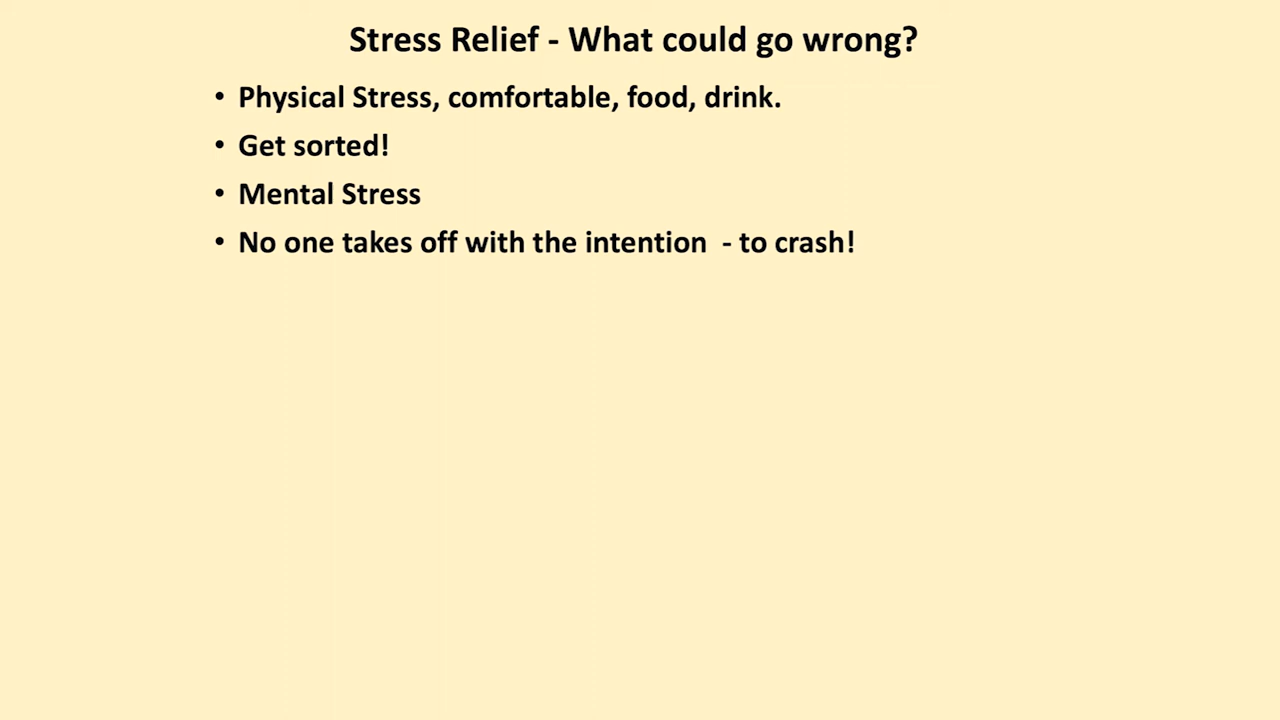 Stress Relief - What could go wrong?
• Physical Stress, comfortable, food, drink.
• Get sorted!
• Mental Stress
• No one takes off with the intention  - to crash!